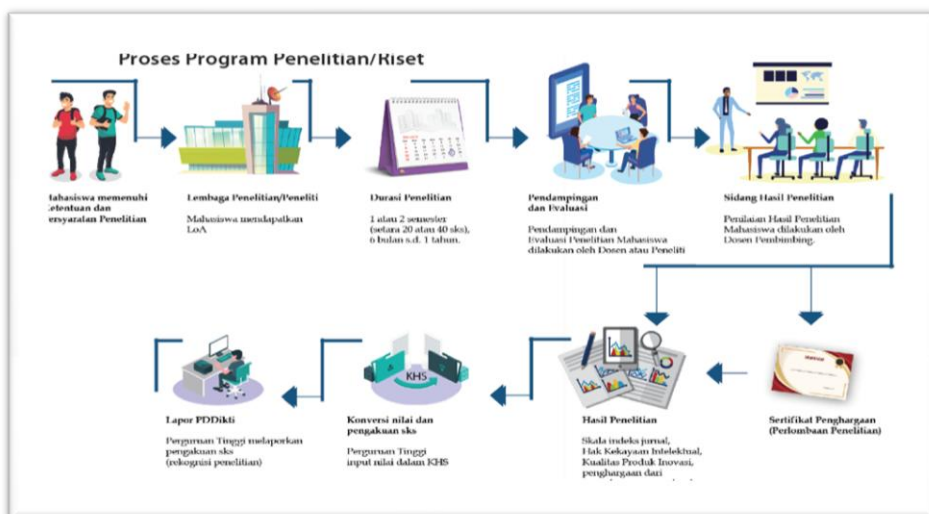 Proses Program Penelitian/Riset
Mahasiswa memenuhi
Ketentuan dan
Persyaratan Penelitian
Lembaga Penelitian/Peneliti
Mahasiswa mendapatkan
LoA
Durasi Penelitian
1 atau 2 semester
(setara 20 atau 40 sks),
6 bulan s.d. 1 tahun.
Pendampingan
dan Evaluasi
Pendampingan dan
Evaluasi Penelitian Mahasiswa
dilakukan oleh Dosen atau Peneliti
Sidang Hasil Penelitian
Penilaian Hasil Penelitian
Mahasiswa dilakukan oleh
Dosen Pembimbing.
Lapor PDDikti
Perguruan Tinggi melaporkan
pengakuan sks
(rekognisi penelitian)
KHS
Konversi nilai dan
pengakuan sks
Perguruan Tinggi
input nilai dalam KHS
Hasil Penelitian
Skala indeks jurnal,
Hak Kekayaan Intelektual,
Kualitas Produk Inovasi,
penghargaan dari
Sertifikat Penghargaan
(Perlombaan Penelitian)